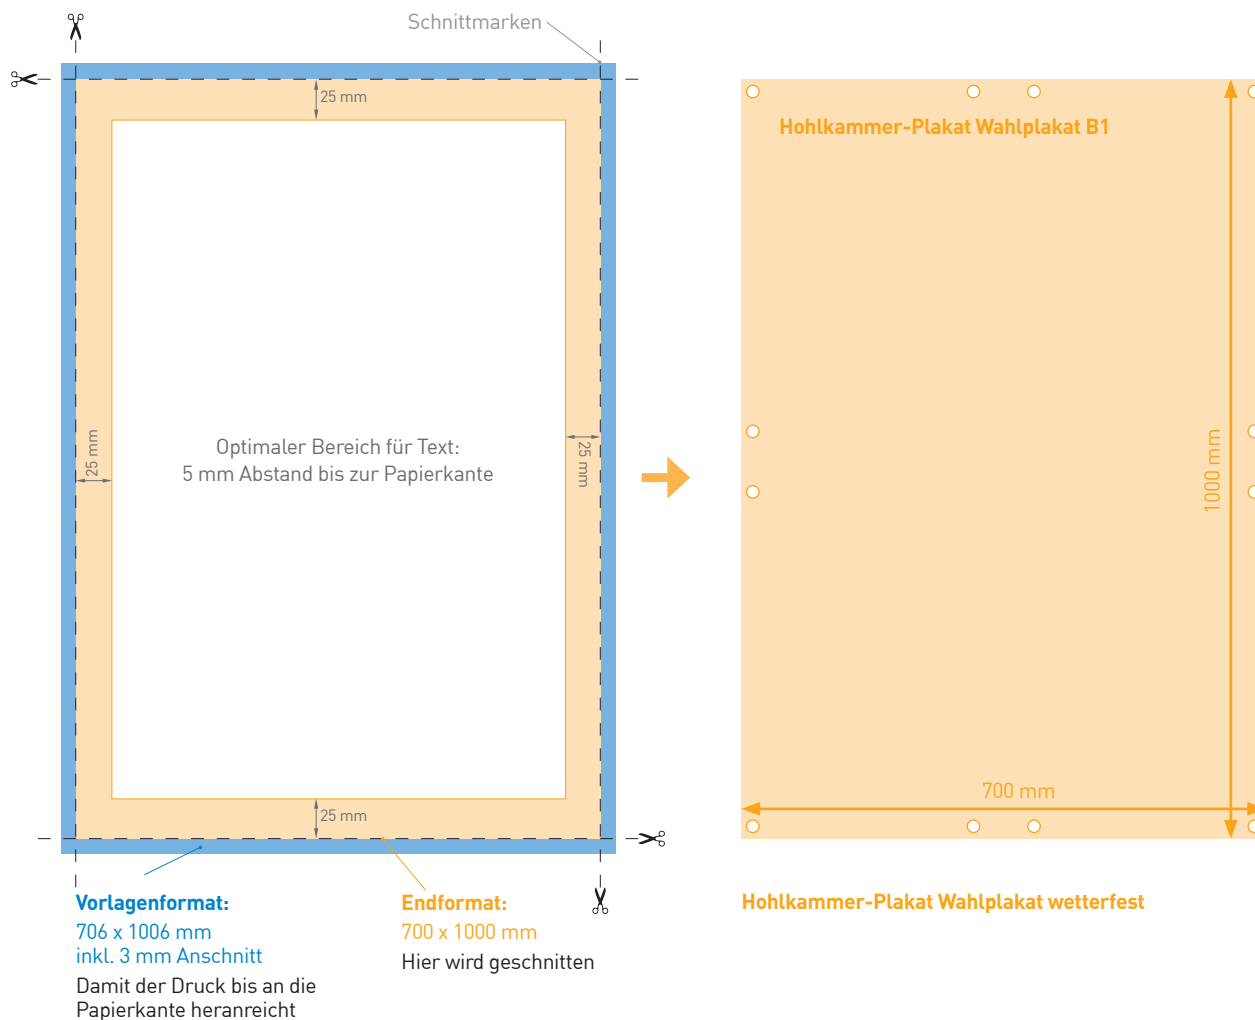 Schnittmarken
25 mm
Hohlkammer-Plakat Wahlplakat B1
25 mm
Optimaler Bereich für Text:
5 mm Abstand bis zur Papierkante
25 mm
1000 mm
700 mm
25 mm
Vorlagenformat:
706 x 1006 mm
inkl. 3 mm Anschnitt
Damit der Druck bis an die
Papierkante heranreicht
Endformat:
700 x 1000 mm
Hier wird geschnitten
Hohlkammer-Plakat Wahlplakat wetterfest